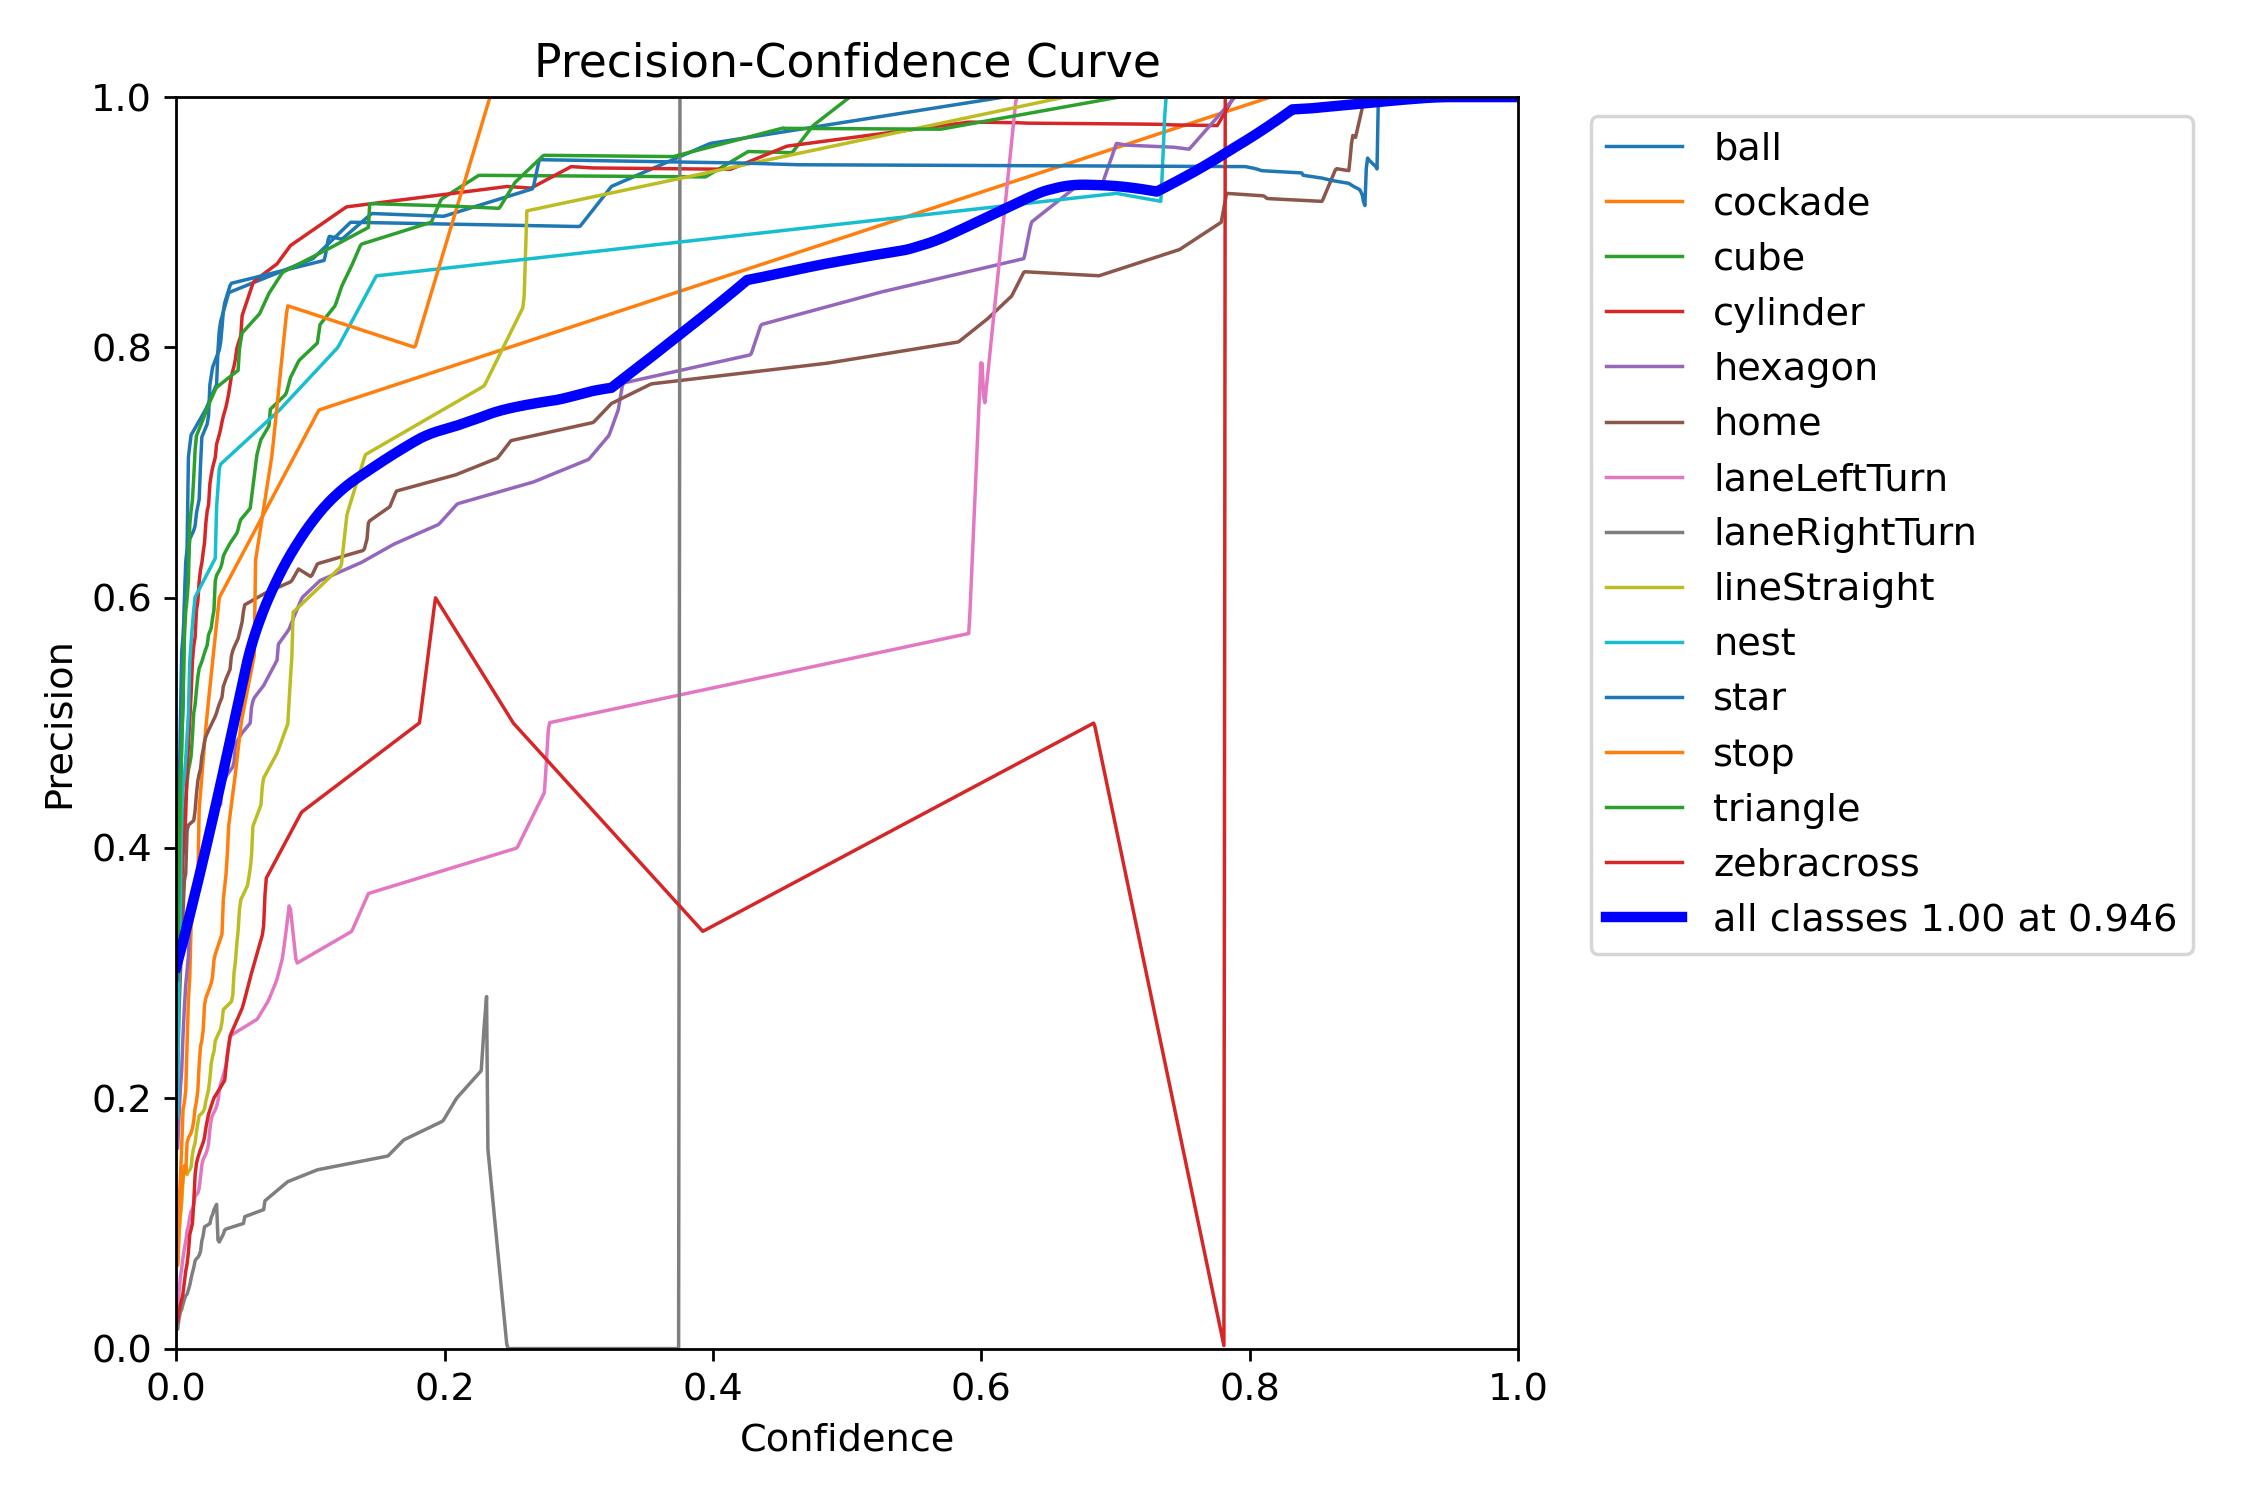 Precision-Confidence Curve
1.0
0.8
0.6
0.4
0.2
0.0
Precision
0.0 0.2 0.4 0.6 0.8 1.0
Confidence
ball
cockade
cube
cylinder
hexagon
home
laneLeftTurn
laneRightTurn
lineStraight
nest
star
stop
triangle
zebracross
all classes 1.00 at 0.946